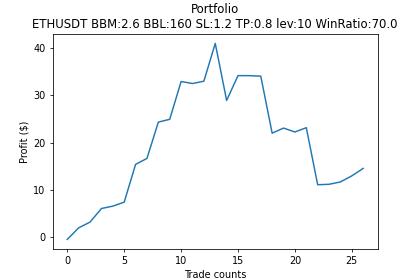 Portfolio
ETHUSDT BBM:2.6 BBL:160 SL:1.2 TP:0.8 lev:10 WinRatio:70.0
40
30
20
10
0
Profit ($)
0 5 10 15 20 25
Trade counts